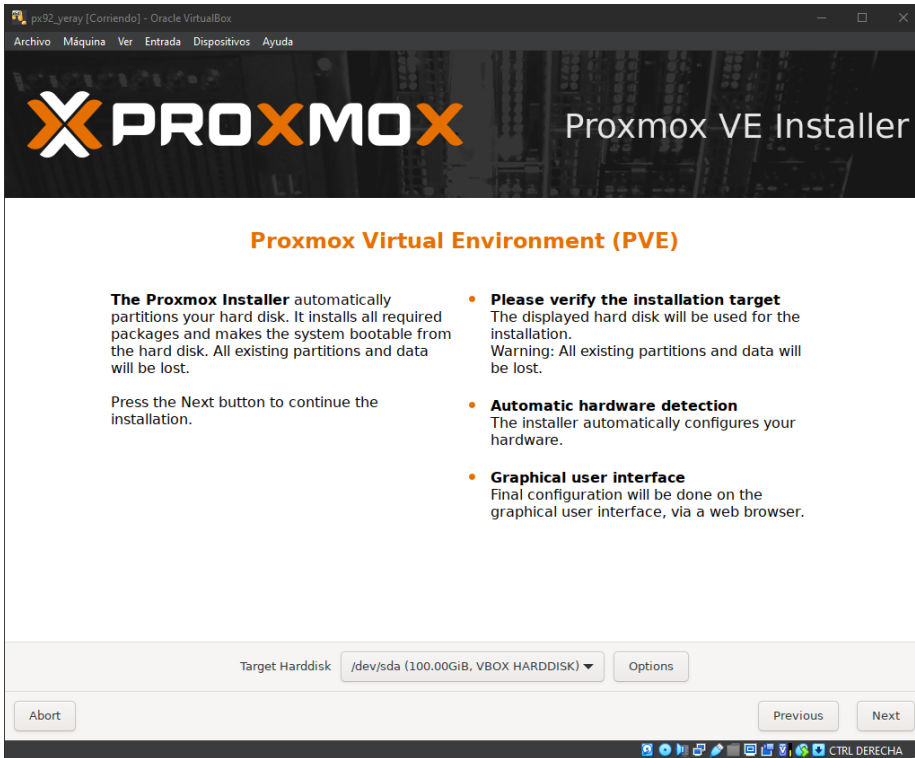 px92_yeray [Corriendo] - Oracle VirtualBox
Archivo Máquina Ver Entrada Dispositivos Ayuda
PROXMOX
Proxmox VE Installer
Proxmox Virtual Environment (PVE)
The Proxmox Installer automatically
partitions your hard disk. It installs all required
packages and makes the system bootable from
the hard disk. All existing partitions and data
will be lost.
Press the Next button to continue the
installation.
Please verify the installation target
The displayed hard disk will be used for the
installation.
Warning: All existing partitions and data will
be lost.
Automatic hardware detection
The installer automatically configures your
hardware.
Graphical user interface
Final configuration will be done on the
graphical user interface, via a web browser.
Target Harddisk /dev/sda (100.00GiB, VBOX HARDDISK) Options
Abort Previous Next
CTRL DERECHA